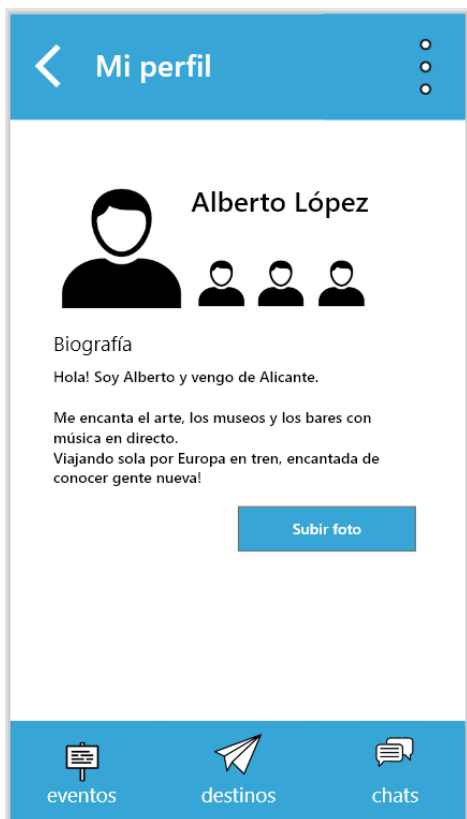 Mi perfil
Alberto López
Biografía
Hola! Soy Alberto y vengo de Alicante.
Me encanta el arte, los museos y los bares con
música en directo.
Viajando sola por Europa en tren, encantada de
conocer gente nueva!
Subir foto
eventos
destinos
chats